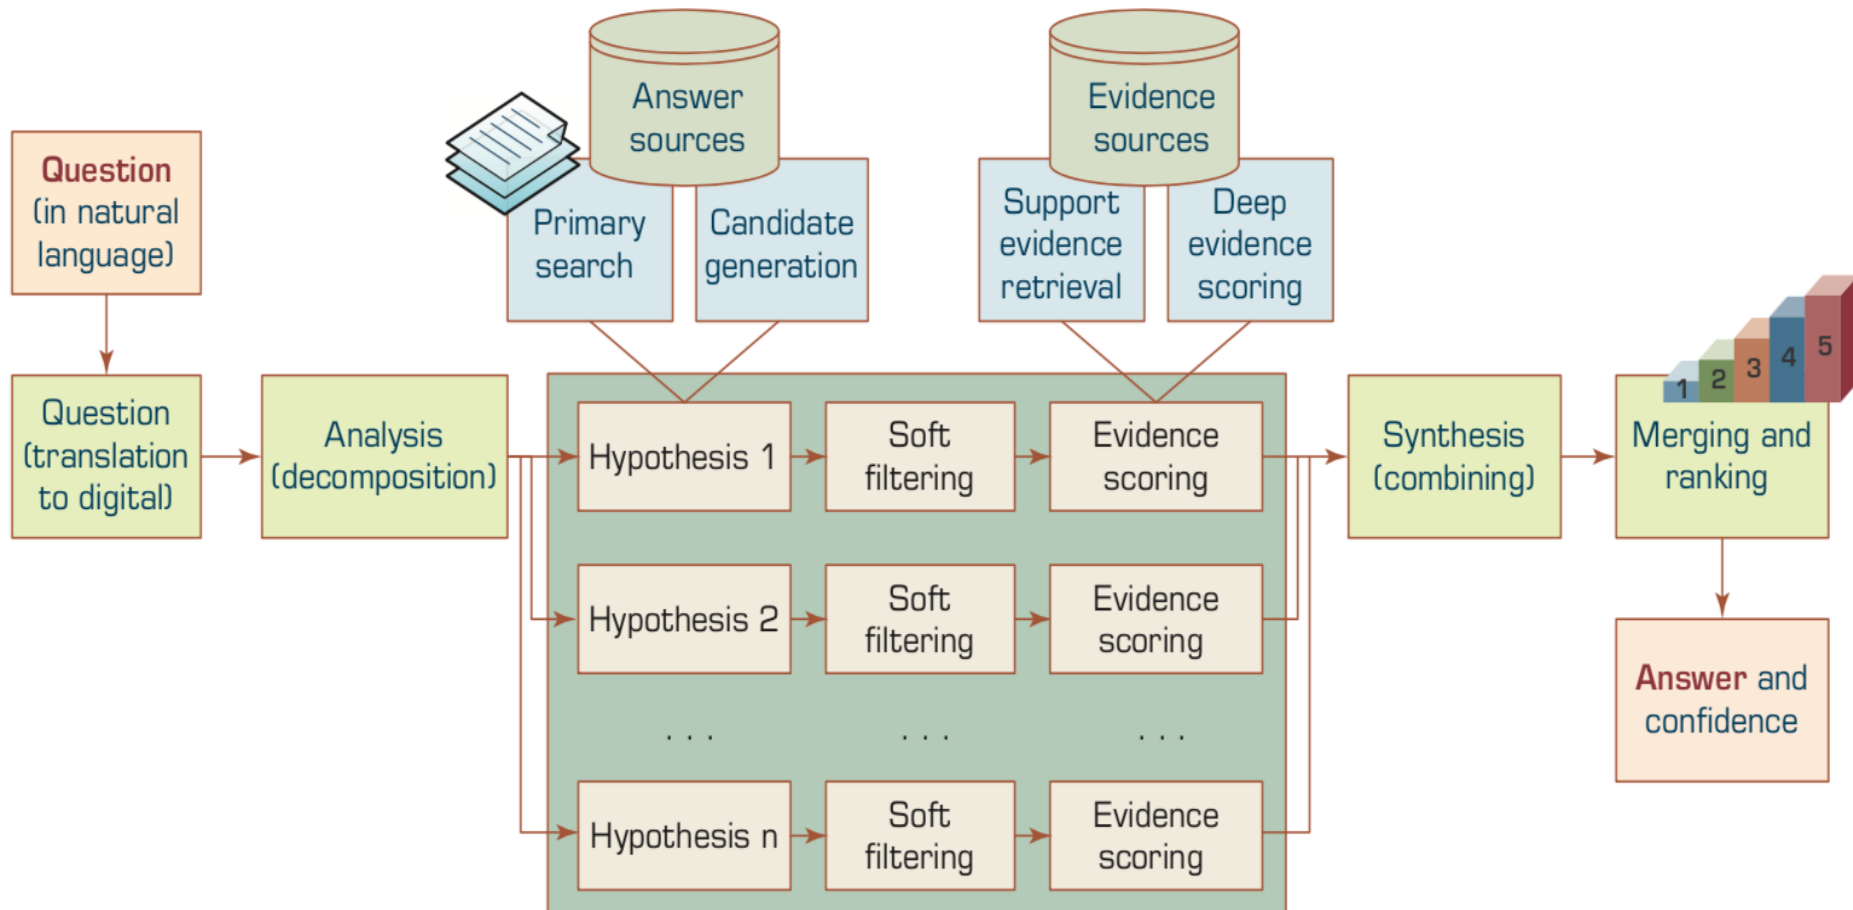 Answer
sources
Evidence
sources
Question
(in natural
language)
Primary
search
Candidate
generation
Support
evidence
retrieval
Deep
evidence
scoring
Question
(translation
to digital)
Analysis
(decomposition)
Hypothesis 1
Soft
filtering
Evidence
scoring
Synthesis
(combining)
1
2
3
4
5
Merging and
ranking
Hypothesis 2
Soft
filtering
Evidence
scoring
Answer and
confidence
. . .
. . .
. . .
Hypothesis n
Soft
filtering
Evidence
scoring